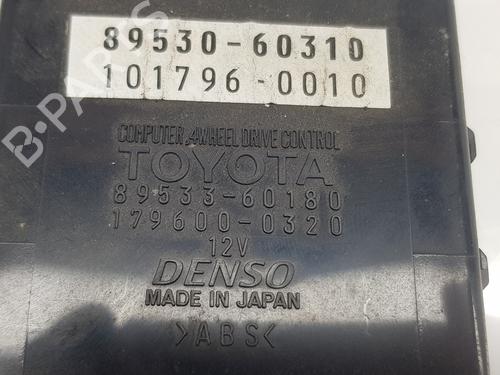 89530-60310
101796-0010
COMPUTER, 4WHEEL DRIVE CONTROL
TOYOTA
89533-60180
179600-0320
12V
DENSO
MADE IN JAPAN
>ABS<